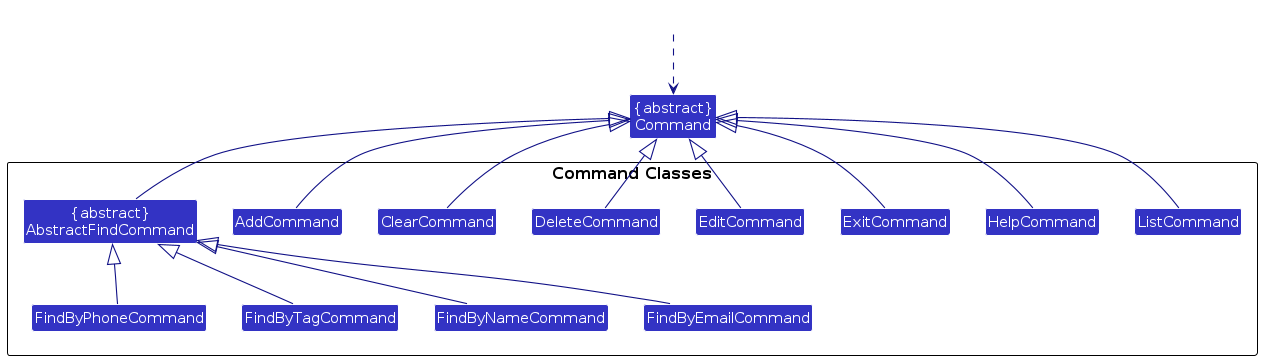 {abstract}
Command
Command Classes
{abstract}
AbstractFindCommand
AddCommand
ClearCommand
DeleteCommand
EditCommand
ExitCommand
HelpCommand
ListCommand
FindByPhoneCommand
FindByTagCommand
FindByNameCommand
FindByEmailCommand